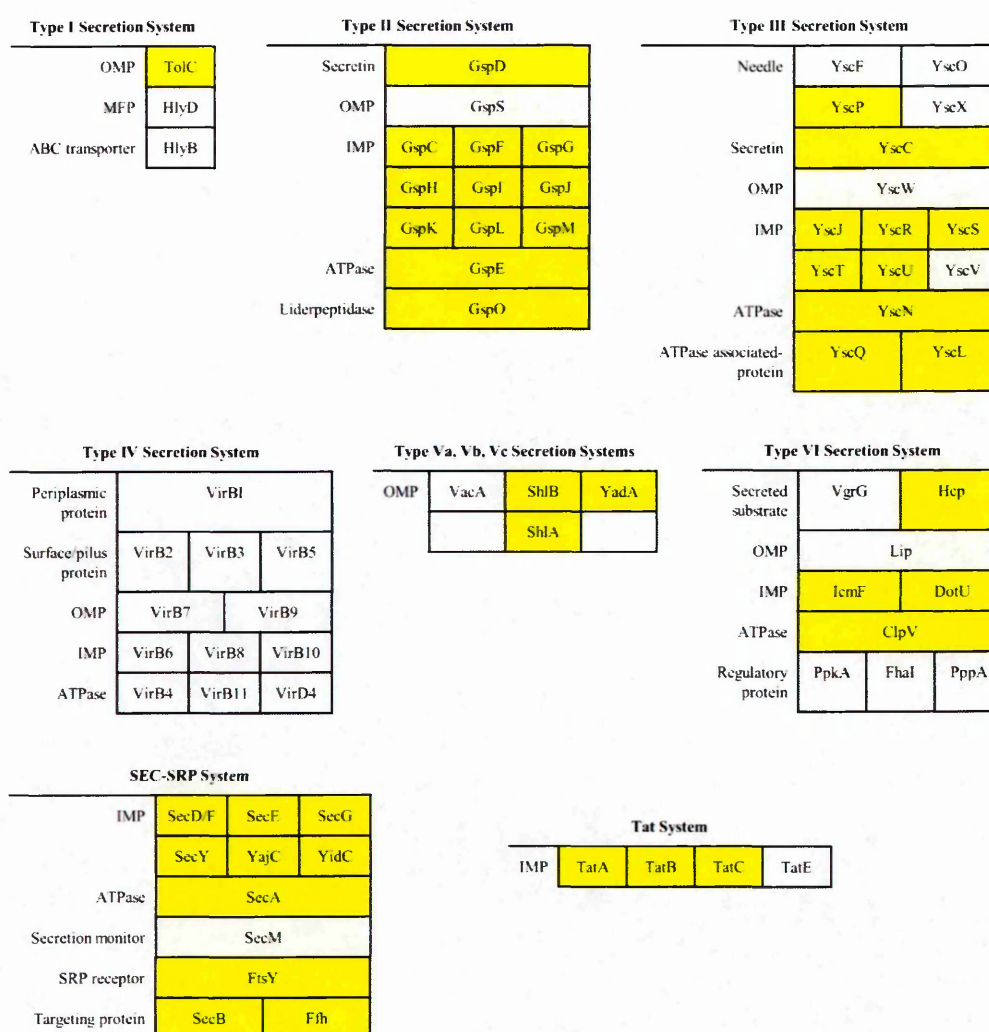 Type I Secretion System
OMP TolC
MFP HlyD
ABC transporter HlyB
Type II Secretion System
Secretin GspD
OMP GspS
IMP GspC GspF GspG
GspH GspI GspJ
GspK GspL GspM
ATPase GspE
Liderpeptidase GspO
Type III Secretion System
Needle YscF YscO
YscP YscX
Secretin YscC
OMP YscW
IMP YscJ YscR YscS
YscT YscU YscV
ATPase YscN
ATPase associated- YscQ YscL
protein
Type IV Secretion System
Periplasmic VirB1
protein
Surface/pilus VirB2 VirB3 VirB5
protein
OMP VirB7 VirB9
IMP VirB6 VirB8 VirB10
ATPase VirB4 VirB11 VirD4
Type Va, Vb, Vc Secretion Systems
OMP VacA ShlB YadA
ShlA
Type VI Secretion System
Secreted VgrG Hcp
substrate
OMP Lip
IMP IcmF DotU
ATPase ClpV
Regulatory PpkA FhaI PppA
protein
SEC-SRP System
IMP SecD/F SecE SecG
SecY YajC YidC
ATPase SecA
Secretion monitor SecM
SRP receptor FtsY
Targeting protein SecB Ffh
Tat System
IMP TatA TatB TatC TatE